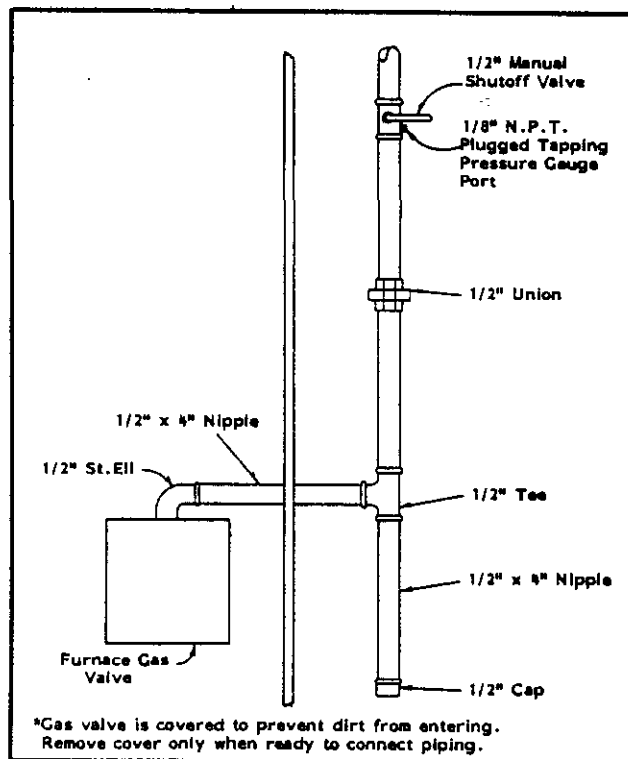 1/2" Manual
Shutoff Valve
1/8" N.P.T.
Plugged Tapping
Pressure Gauge
Port
1/2" Union
1/2" x 4" Nipple
1/2" St.Ell
1/2" Tee
1/2" x 4" Nipple
Furnace Gas
Valve
1/2" Cap
*Gas valve is covered to prevent dirt from entering.
Remove cover only when ready to connect piping.